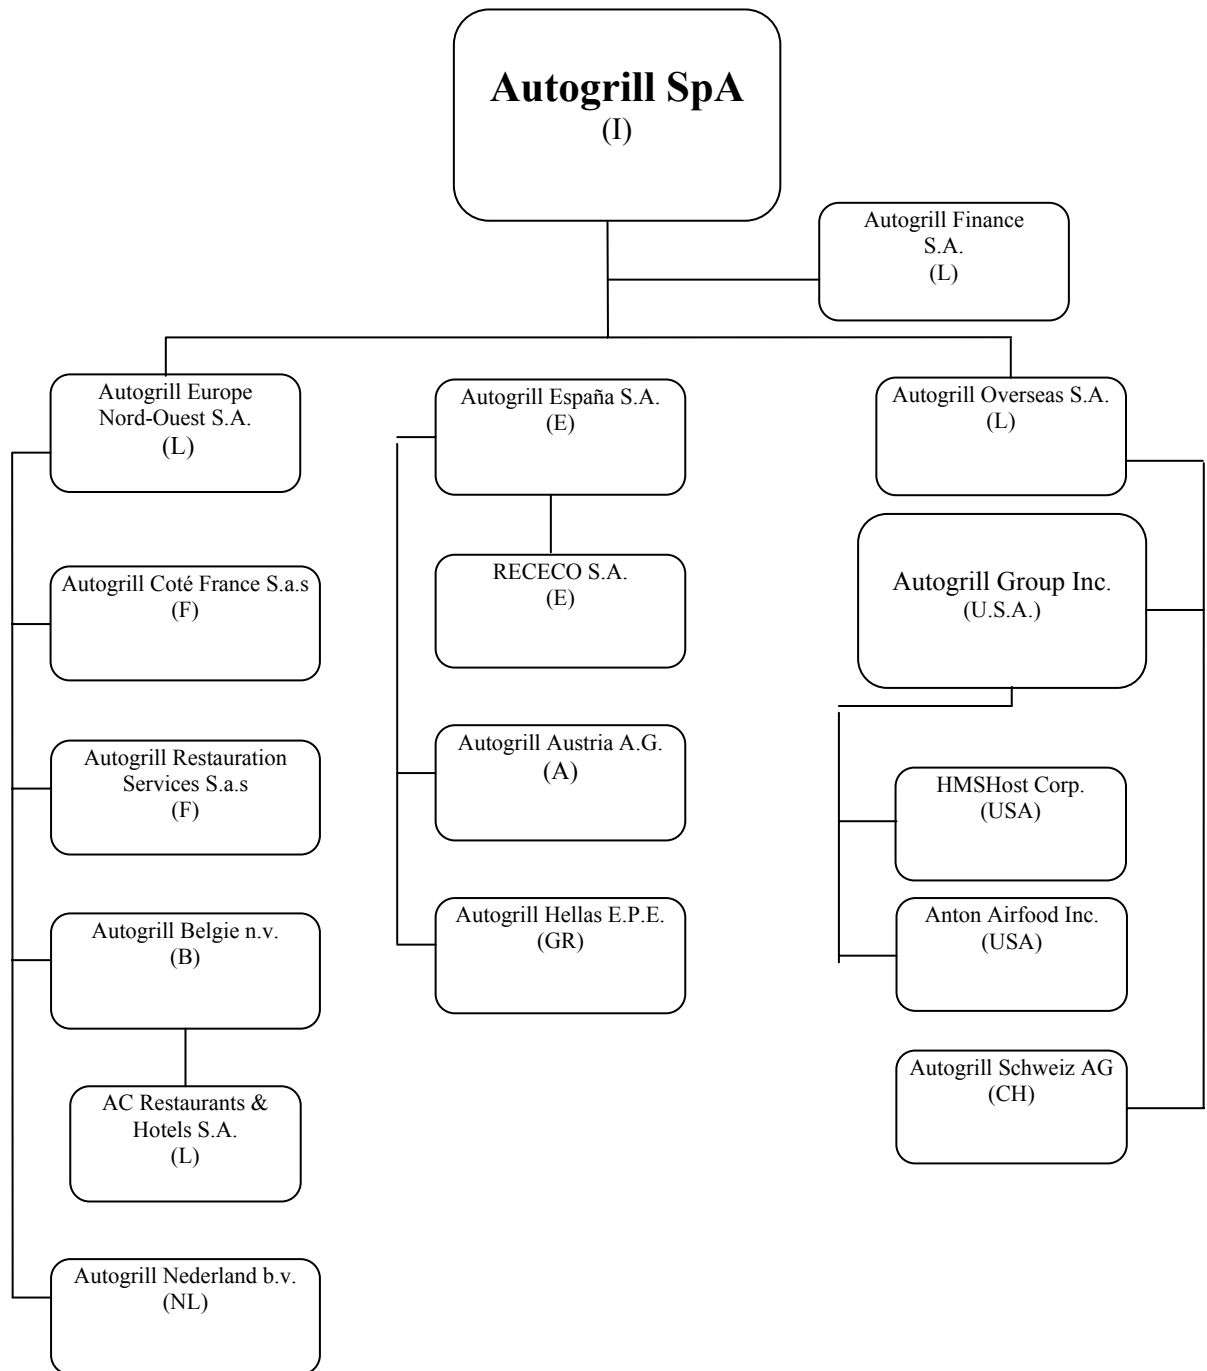 Autogrill SpA
(I)
Autogrill Finance
S.A.
(L)
Autogrill Europe
Nord-Ouest S.A.
(L)
Autogrill España S.A.
(E)
Autogrill Overseas S.A.
(L)
Autogrill Coté France S.a.s
(F)
RECECO S.A.
(E)
Autogrill Group Inc.
(U.S.A.)
Autogrill Restauration
Services S.a.s
(F)
Autogrill Austria A.G.
(A)
HMSHost Corp.
(USA)
Autogrill Belgie n.v.
(B)
Autogrill Hellas E.P.E.
(GR)
Anton Airfood Inc.
(USA)
AC Restaurants &
Hotels S.A.
(L)
Autogrill Schweiz AG
(CH)
Autogrill Nederland b.v.
(NL)